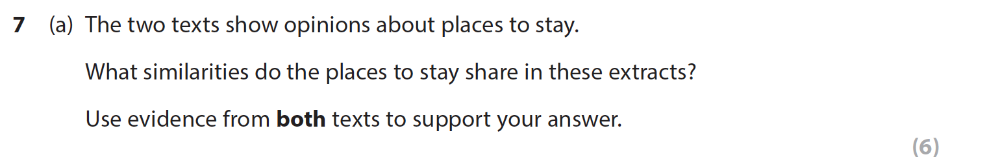 7 (a) The two texts show opinions about places to stay.
What similarities do the places to stay share in these extracts?
Use evidence from both texts to support your answer.
(6)